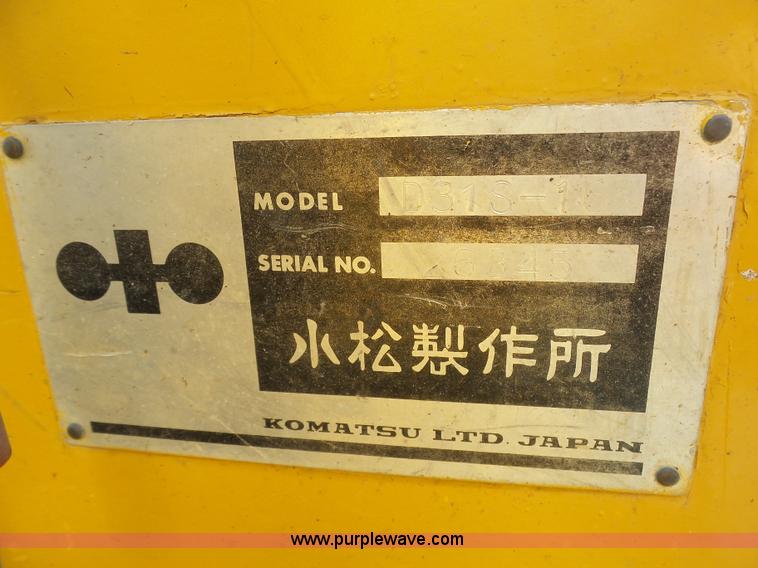 MODEL D31S-1
SERIAL NO.
小松製作所
KOMATSU LTD. JAPAN
www.purplewave.com